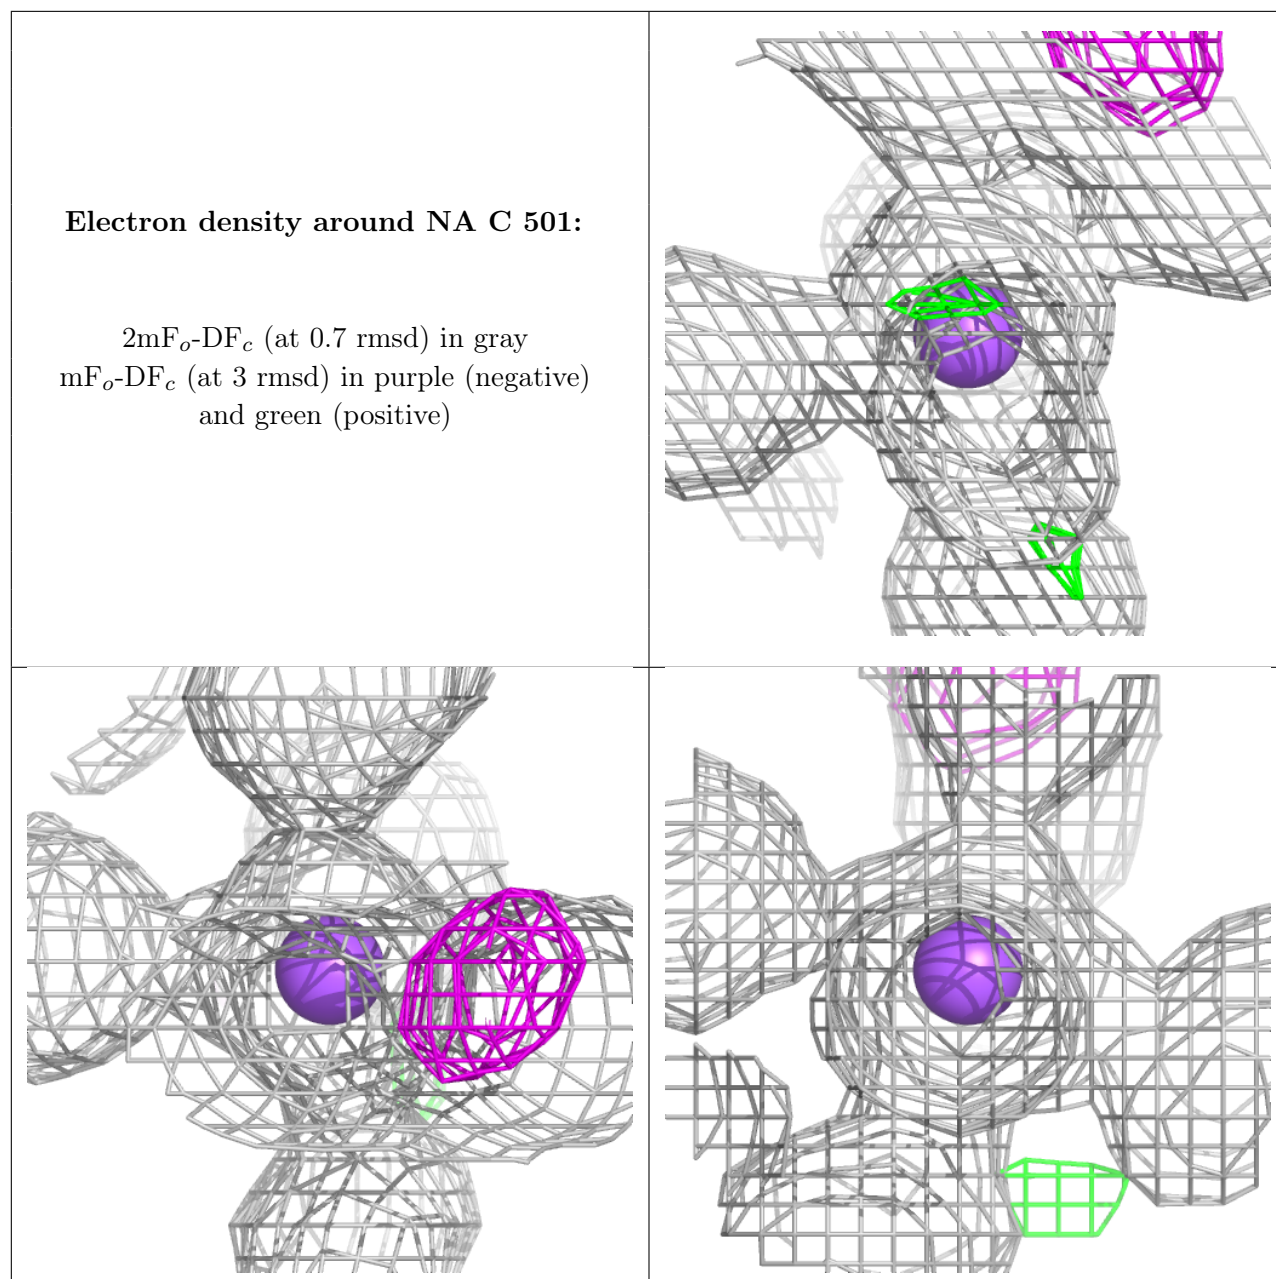 Electron density around NA C 501:
2mFo-DFc (at 0.7 rmsd) in gray
mFo-DFc (at 3 rmsd) in purple (negative)
and green (positive)